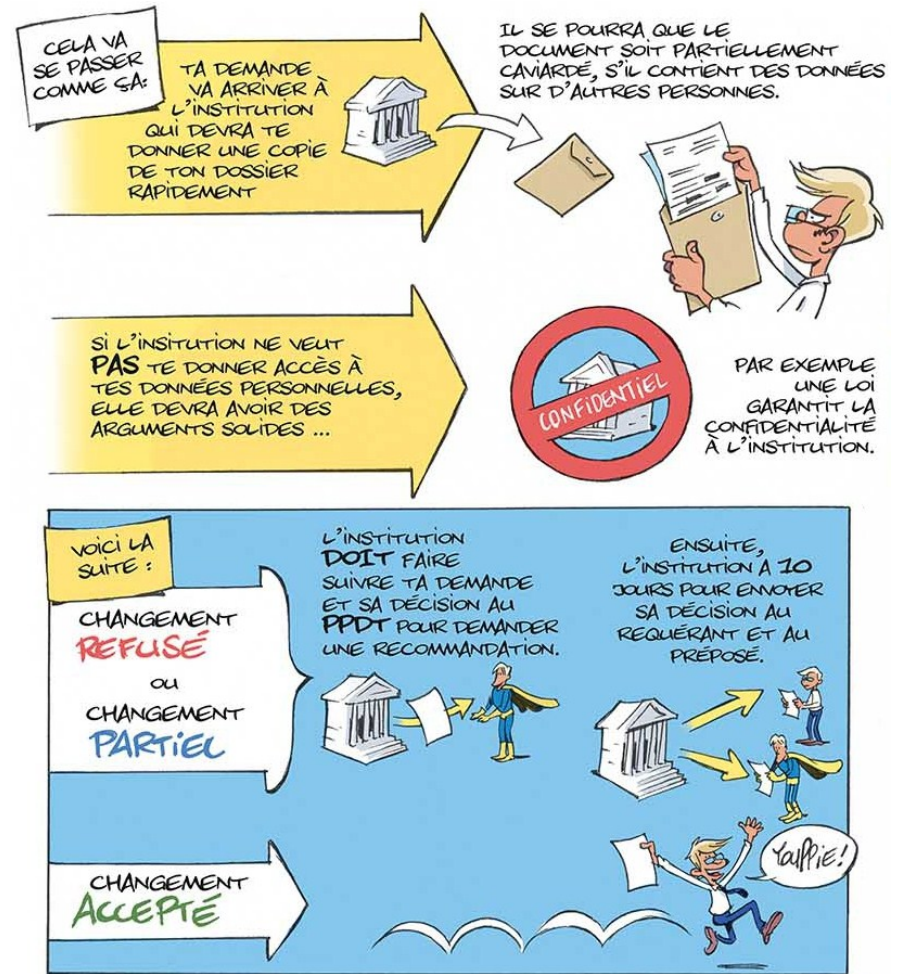 CELA VA
SE PASSER
COMME ÇA:
TA DEMANDE
VA ARRIVER À
L'INSTITUTION
QUI DEVRA TE
DONNER UNE COPIE
DE TON DOSSIER
RAPIDEMENT
IL SE POURRA QUE LE
DOCUMENT SOIT PARTIELLEMENT
CAVIARDÉ, S'IL CONTIENT DES DONNÉES
SUR D'AUTRES PERSONNES.
SI L'INSITUTION NE VEUT
PAS TE DONNER ACCÈS À
TES DONNÉES PERSONNELLES,
ELLE DEVRA AVOIR DES
ARGUMENTS SOLIDES ...
CONFIDENTIEL
PAR EXEMPLE
UNE LOI
GARANTIT LA
CONFIDENTIALITÉ
À L'INSTITUTION.
VOICI LA
SUITE :
CHANGEMENT
REFUSÉ
OU
CHANGEMENT
PARTIEL
L'INSTITUTION
DOIT FAIRE
SUIVRE TA DEMANDE
ET SA DÉCISION AU
PPDT POUR DEMANDER
UNE RECOMMANDATION.
ENSUITE,
L'INSTITUTION A 10
JOURS POUR ENVOYER
SA DÉCISION AU
REQUÉRANT ET AU
PRÉPOSÉ.
CHANGEMENT
ACCEPTÉ
YOUPPIE!